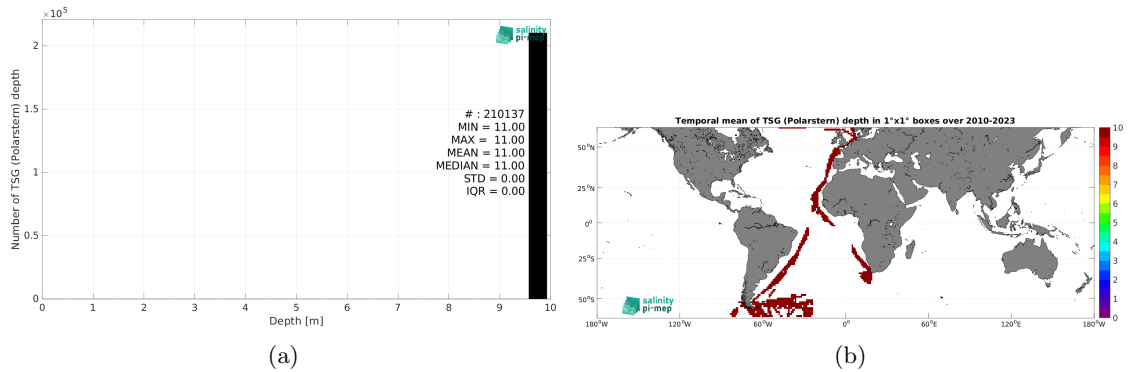 ×10⁵
2
1.5
1
0.5
0
Number of TSG (Polarstern) depth
salinity
pi-mep
# : 210137
MIN = 11.00
MAX = 11.00
MEAN = 11.00
MEDIAN = 11.00
STD = 0.00
IQR = 0.00
0 1 2 3 4 5 6 7 8 9 10
Depth [m]
(a)
Temporal mean of TSG (Polarstern) depth in 1°x1° boxes over 2010-2023
50°N
25°N
0°
25°S
50°S
salinity
pi-mep
180°W 120°W 60°W 0° 60°E 120°E 180°W
10
9
8
7
6
5
4
3
2
1
0
(b)